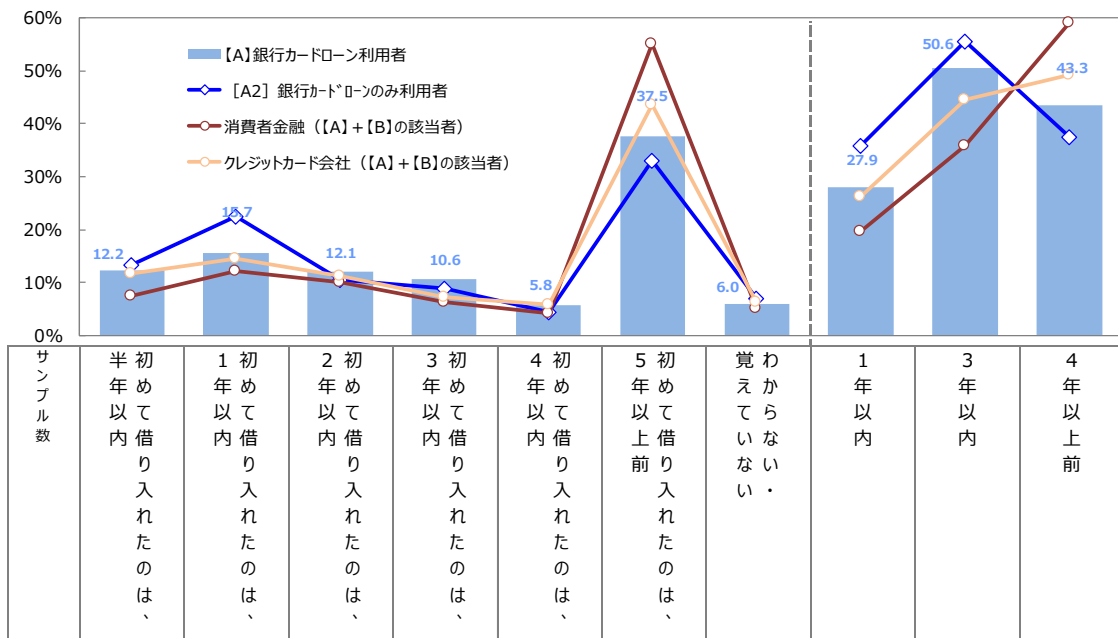 60%
50%
40%
30%
20%
10%
0%
【A】銀行カードローン利用者
［A2］銀行ｶｰﾄﾞﾛｰﾝのみ利用者
消費者金融（【A】＋【B】の該当者）
クレジットカード会社（【A】＋【B】の該当者）
12.2
15.7
12.1
10.6
5.8
37.5
6.0
27.9
50.6
43.3
サンプル数
初めて借り入れたのは、
半年以内
初めて借り入れたのは、
１年以内
初めて借り入れたのは、
２年以内
初めて借り入れたのは、
３年以内
初めて借り入れたのは、
４年以内
初めて借り入れたのは、
５年以上前
わからない・
覚えていない
１年以内
３年以内
４年以上前